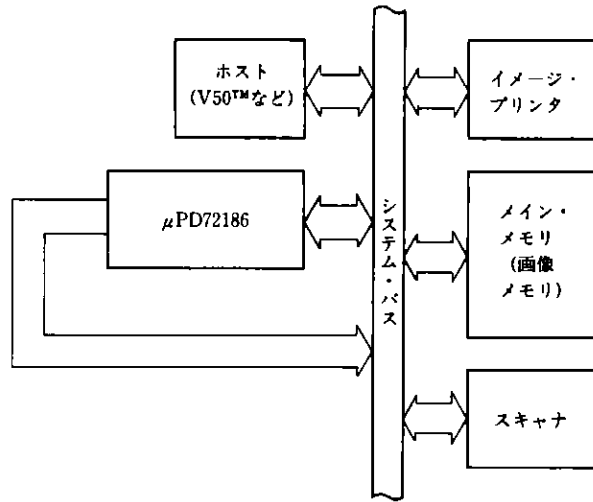 ホスト
(V50™など)
イメージ・
プリンタ
μPD72186
システム・バス
メイン・
メモリ
(画像
メモリ)
スキャナ